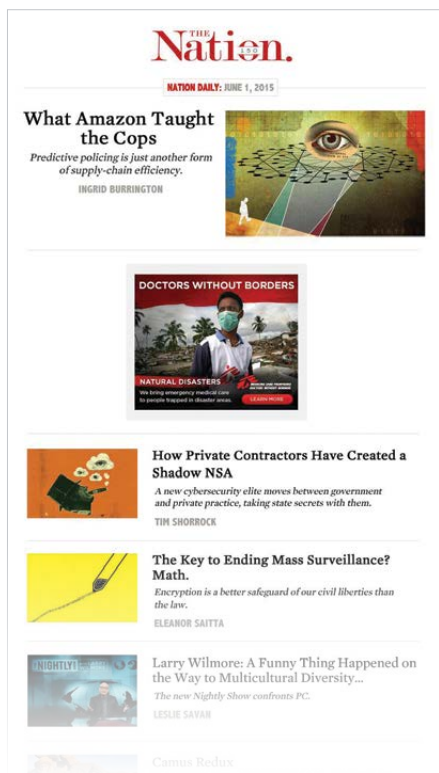 THE
Nation.
150
NATION DAILY: JUNE 1, 2015
What Amazon Taught
the Cops
Predictive policing is just another form
of supply-chain efficiency.
INGRID BURRINGTON
DOCTORS WITHOUT BORDERS
NATURAL DISASTERS
We bring emergency medical care
to people trapped in disaster areas.
LEARN MORE
How Private Contractors Have Created a
Shadow NSA
A new cybersecurity elite moves between government
and private practice, taking state secrets with them.
TIM SHORROCK
The Key to Ending Mass Surveillance?
Math.
Encryption is a better safeguard of our civil liberties than
the law.
ELEANOR SAITTA
NIGHTLY
Larry Wilmore: A Funny Thing Happened on
the Way to Multicultural Diversity...
The new Nightly Show confronts PC.
LESLIE SAVAN
Camus Redux